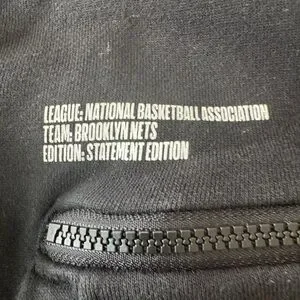 LEAGUE: NATIONAL BASKETBALL ASSOCIATION
TEAM: BROOKLYN NETS
EDITION: STATEMENT EDITION